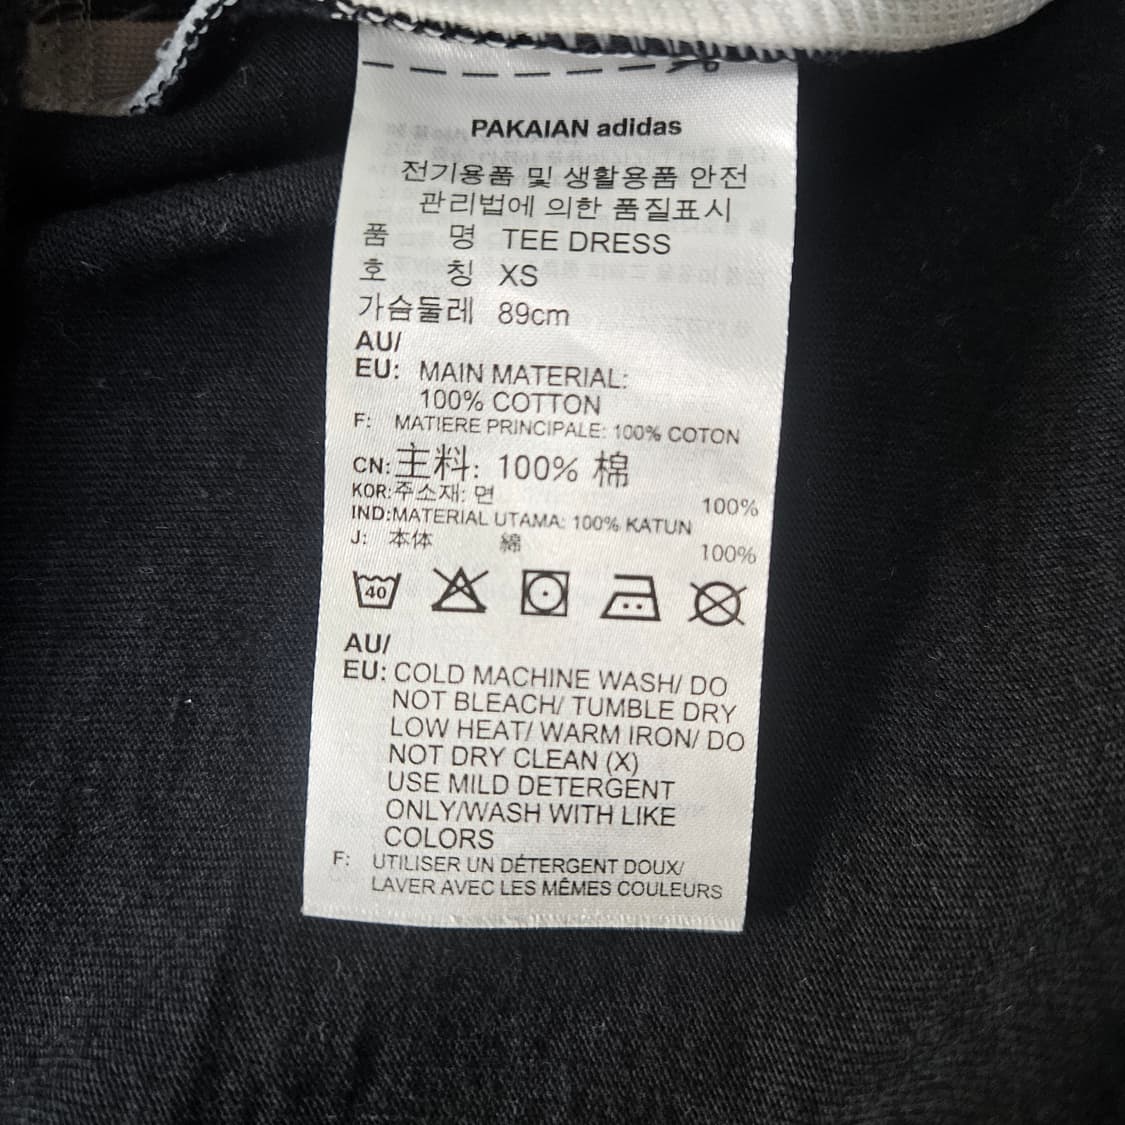 PAKAIAN adidas
전기용품 및 생활용품 안전
관리법에 의한 품질표시
품 명 TEE DRESS
호 칭 XS
가슴둘레 89cm
AU/
EU: MAIN MATERIAL:
100% COTTON
F: MATIERE PRINCIPALE: 100% COTON
CN:主料: 100% 棉
KOR:주소재: 면 100%
IND:MATERIAL UTAMA: 100% KATUN
J: 本体 綿 100%
40
AU/
EU: COLD MACHINE WASH/ DO
NOT BLEACH/ TUMBLE DRY
LOW HEAT/ WARM IRON/ DO
NOT DRY CLEAN (X)
USE MILD DETERGENT
ONLY/WASH WITH LIKE
COLORS
F: UTILISER UN DÉTERGENT DOUX/
LAVER AVEC LES MÊMES COULEURS